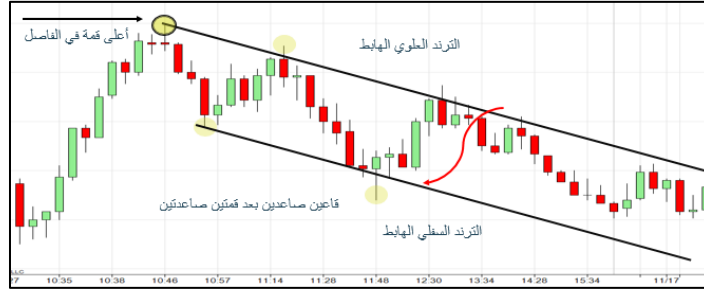 أعلى قمة في الفاصل
الترند العلوي الهابط
قاعين صاعدين بعد قمتين صاعدتين
الترند السفلي الهابط
LLC
27 10:35 10:38 10:46 10:57 11:14 11:28 11:48 12:30 13:34 14:28 15:34 11/17